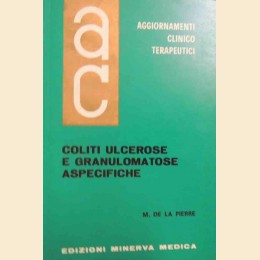 ac
AGGIORNAMENTI
CLINICO
TERAPEUTICI
COLITI ULCEROSE
E GRANULOMATOSE
ASPECIFICHE
M. DE LA PIERRE
EDIZIONI MINERVA MEDICA